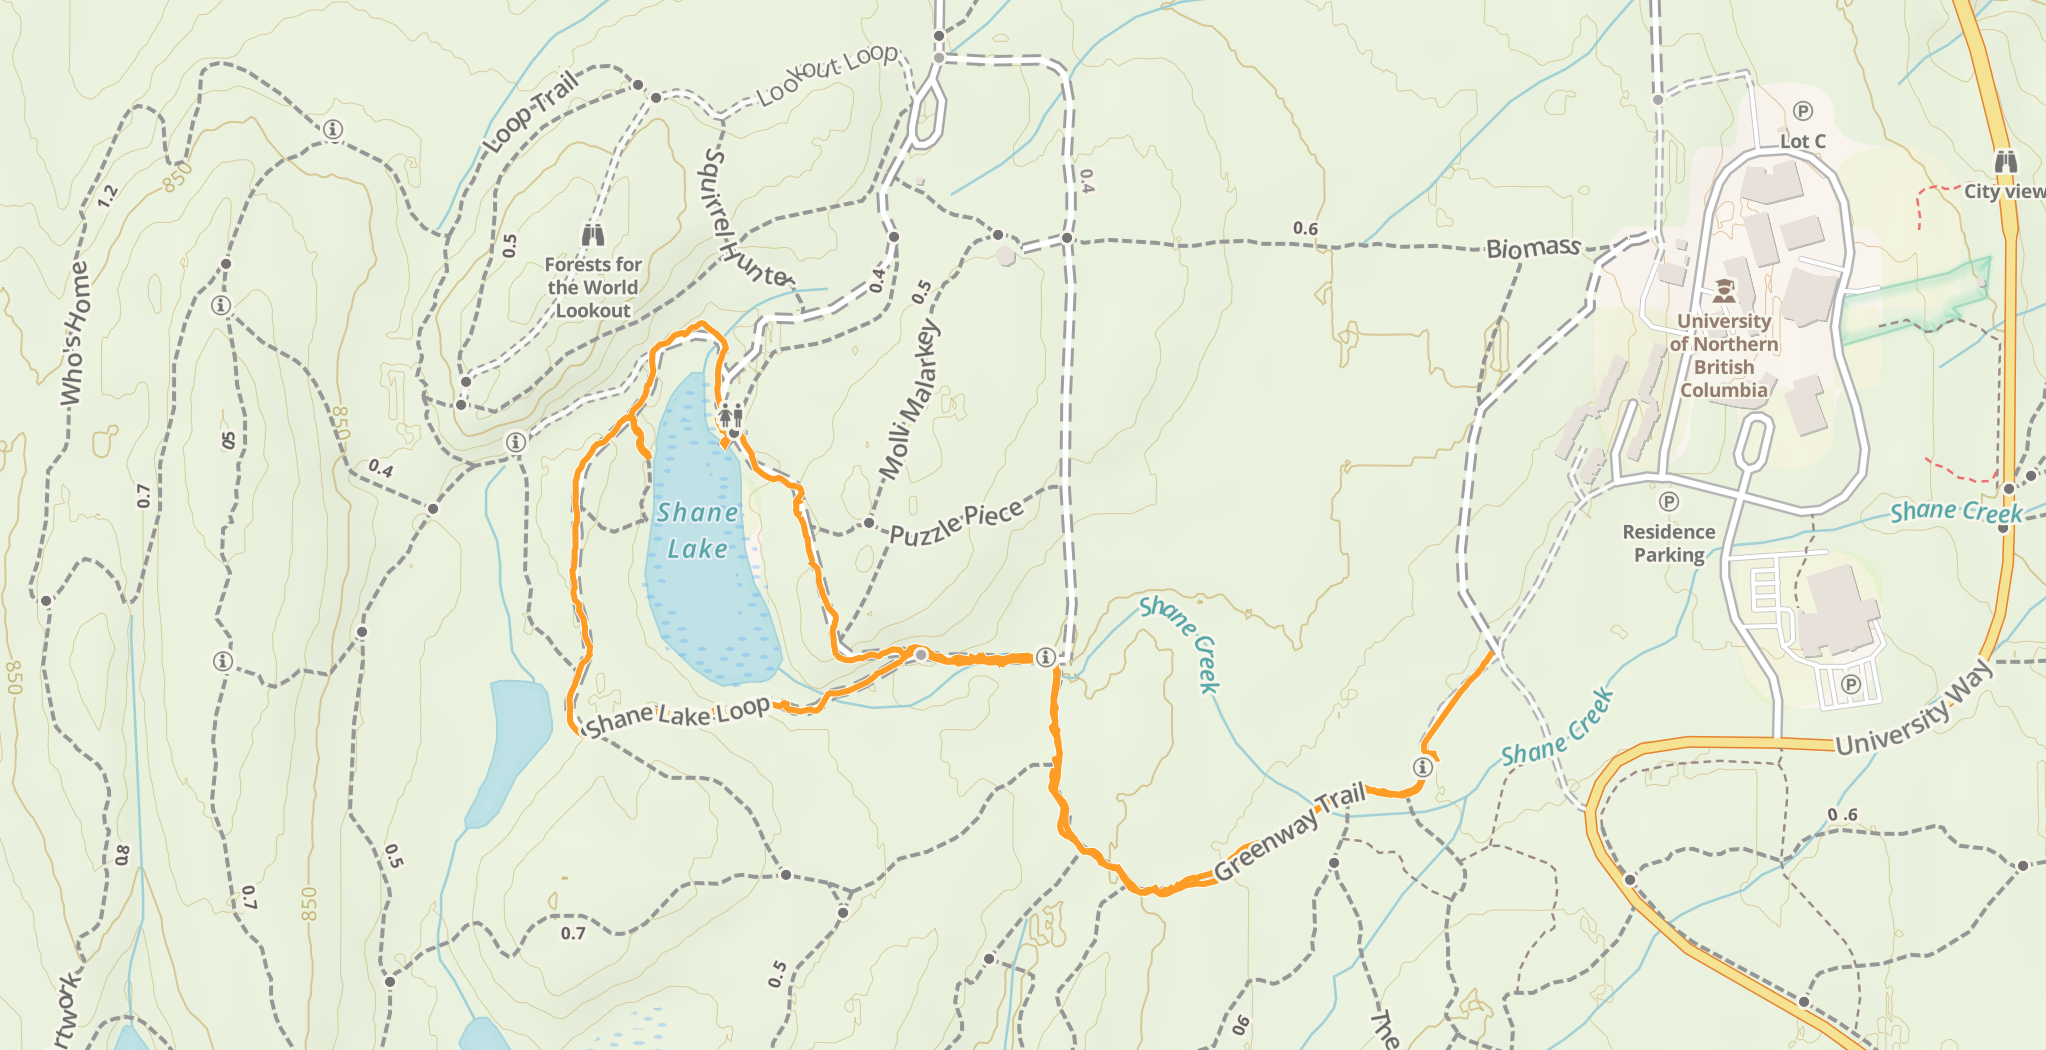 Lookout Loop
Loop Trail
Lot C
City view
850
1.2
0.5
Squirrel Hunter
0.4
0.6
Biomass
Forests for
the World
Lookout
0.4
0.5
Who's Home
University
of Northern
British
Columbia
Molli Malarkey
850
0.5
0.4
0.7
Shane
Lake
Puzzle Piece
Shane Creek
Residence
Parking
Shane Creek
850
Shane Lake Loop
Shane Creek
University Way
Greenway Trail
0.6
0.8
0.5
0.7
850
0.7
0.5
rtwork
06
The